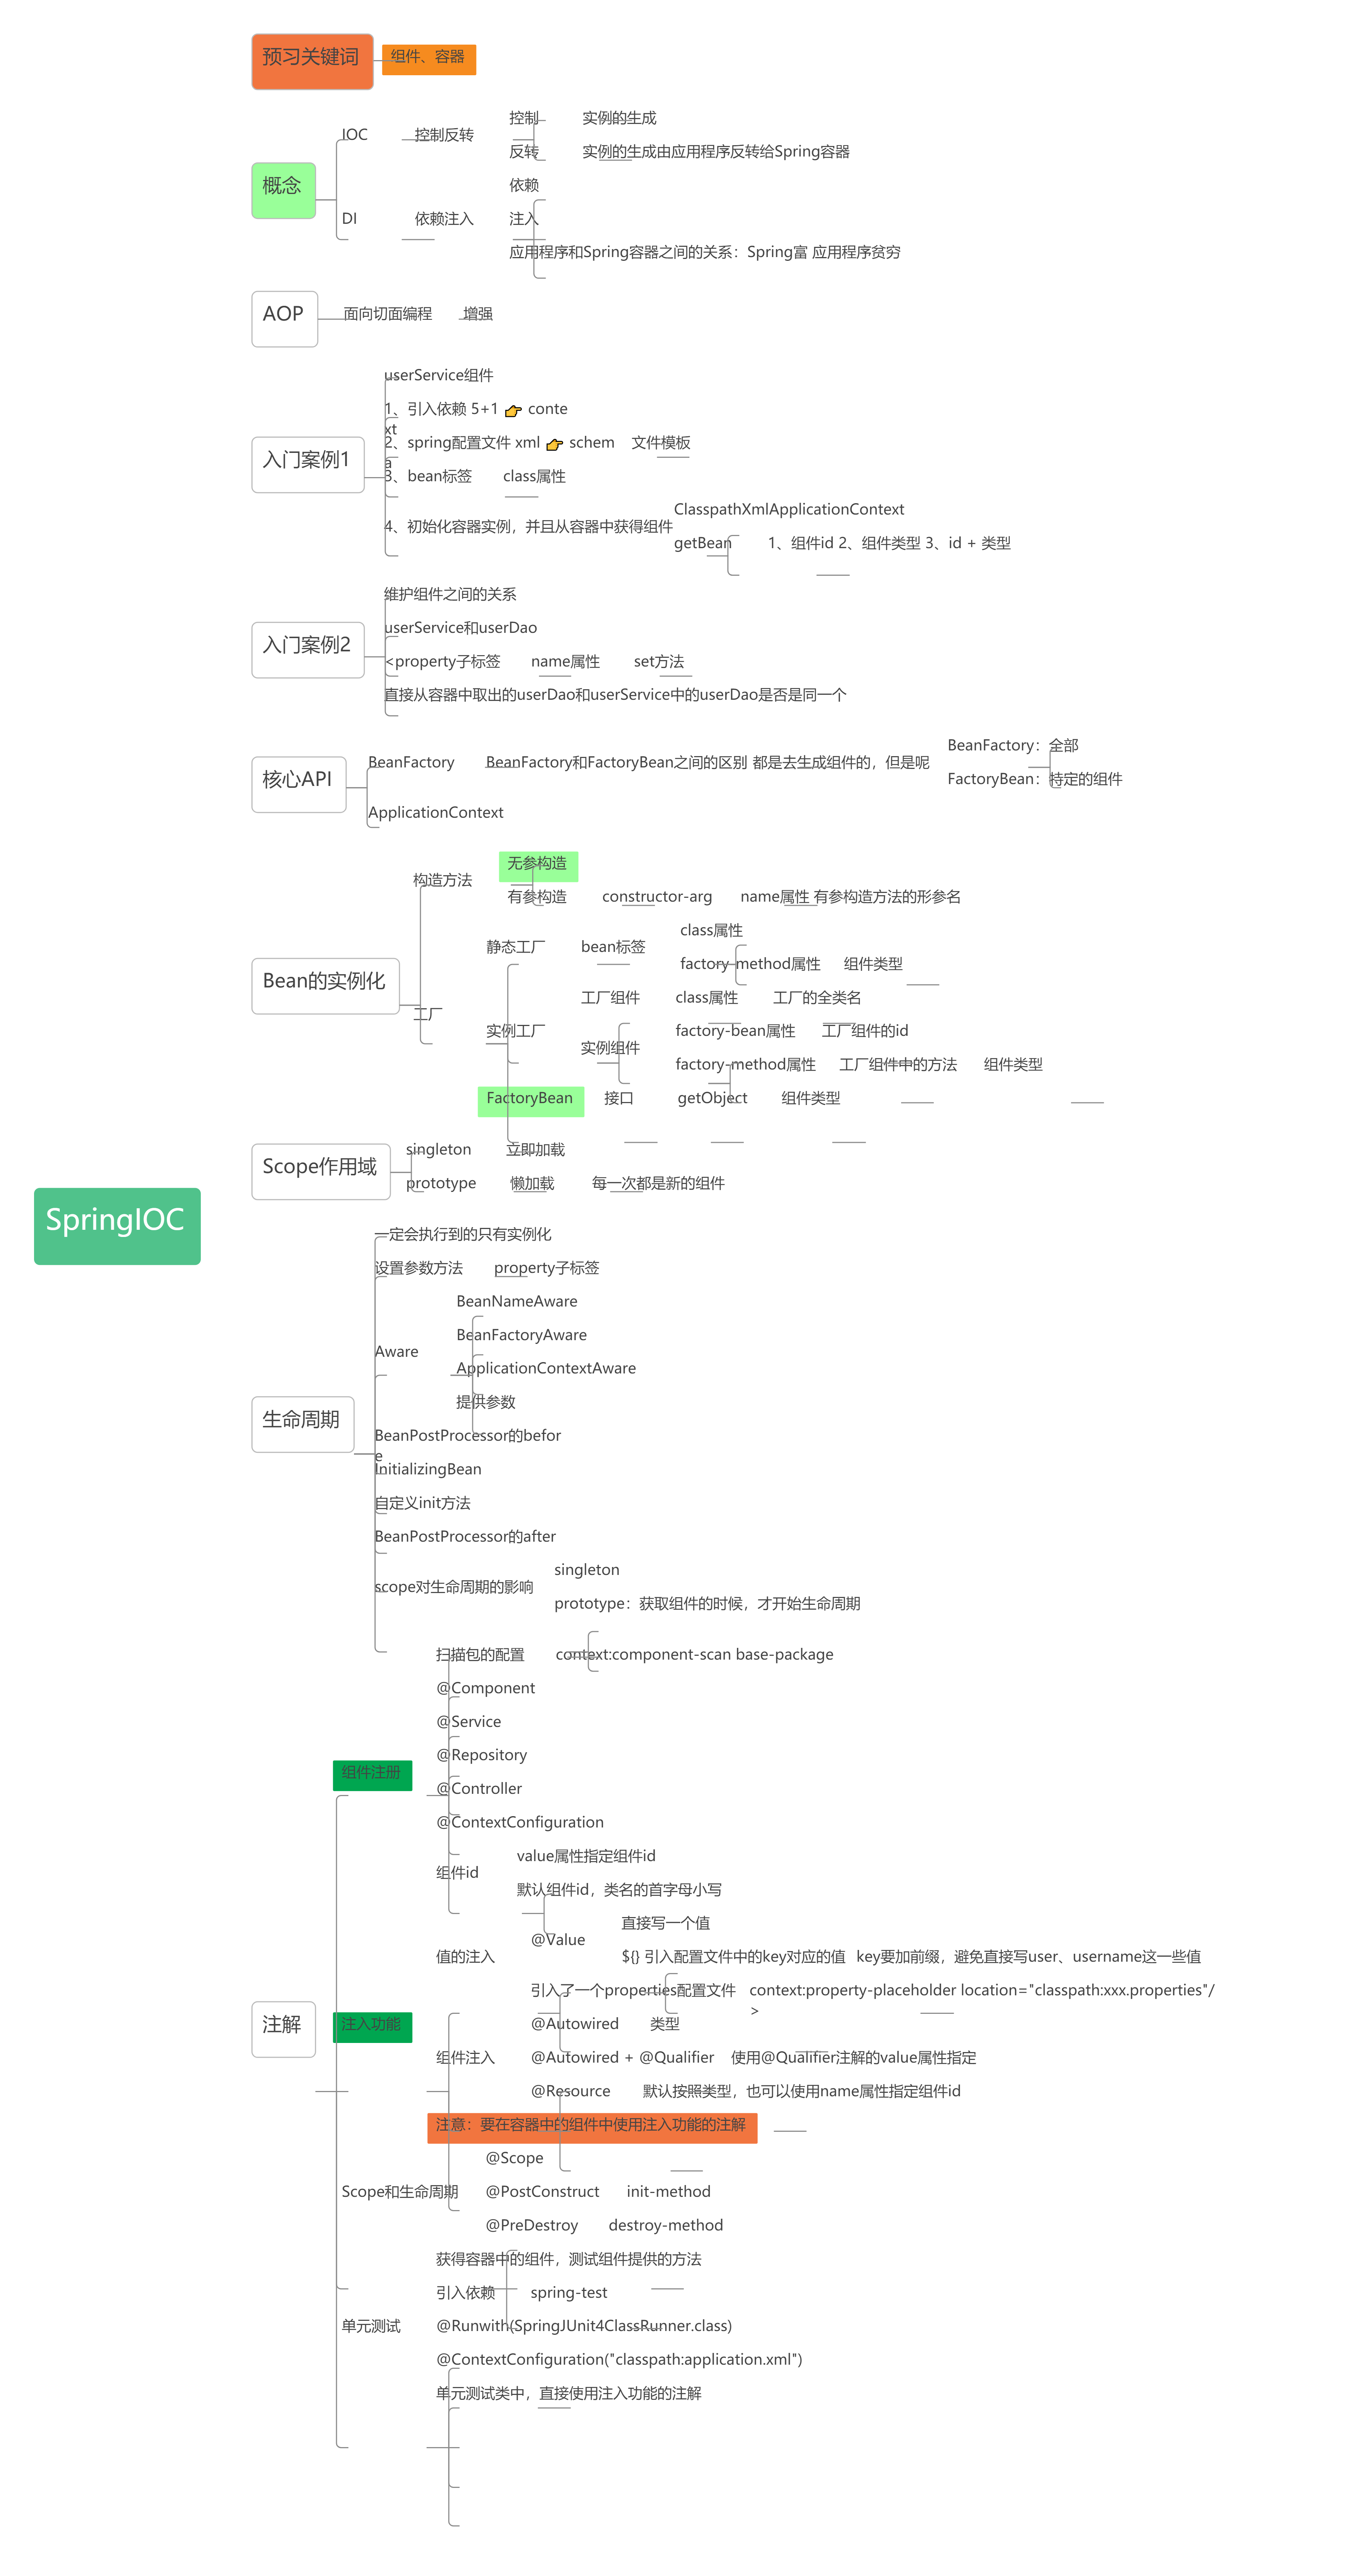 预习关键词
组件、容器
概念
IOC
控制反转
控制
实例的生成
反转
实例的生成由应用程序反转给Spring容器
DI
依赖注入
依赖
注入
应用程序和Spring容器之间的关系：Spring富 应用程序贫穷
AOP
面向切面编程
增强
入门案例1
userService组件
1、引入依赖 5+1 👉 conte
xt
2、spring配置文件 xml 👉 schem
a
文件模板
3、bean标签
class属性
4、初始化容器实例，并且从容器中获得组件
ClasspathXmlApplicationContext
getBean
1、组件id 2、组件类型 3、id + 类型
入门案例2
维护组件之间的关系
userService和userDao
<property子标签
name属性
set方法
直接从容器中取出的userDao和userService中的userDao是否是同一个
核心API
BeanFactory
BeanFactory和FactoryBean之间的区别 都是去生成组件的，但是呢
BeanFactory：全部
FactoryBean：特定的组件
ApplicationContext
Bean的实例化
构造方法
无参构造
有参构造
constructor-arg
name属性 有参构造方法的形参名
工厂
静态工厂
bean标签
class属性
factory-method属性
组件类型
实例工厂
工厂组件
class属性
工厂的全类名
实例组件
factory-bean属性
工厂组件的id
factory-method属性
工厂组件中的方法
组件类型
FactoryBean
接口
getObject
组件类型
Scope作用域
singleton
立即加载
prototype
懒加载
每一次都是新的组件
SpringIOC
生命周期
一定会执行到的只有实例化
设置参数方法
property子标签
Aware
BeanNameAware
BeanFactoryAware
ApplicationContextAware
提供参数
BeanPostProcessor的befor
e
InitializingBean
自定义init方法
BeanPostProcessor的after
scope对生命周期的影响
singleton
prototype：获取组件的时候，才开始生命周期
注解
组件注册
扫描包的配置
context:component-scan base-package
@Component
@Service
@Repository
@Controller
@ContextConfiguration
组件id
value属性指定组件id
默认组件id，类名的首字母小写
注入功能
值的注入
@Value
直接写一个值
${} 引入配置文件中的key对应的值
key要加前缀，避免直接写user、username这一些值
引入了一个properties配置文件
context:property-placeholder location="classpath:xxx.properties"/
>
组件注入
@Autowired
类型
@Autowired + @Qualifier
使用@Qualifier注解的value属性指定
@Resource
默认按照类型，也可以使用name属性指定组件id
注意：要在容器中的组件中使用注入功能的注解
Scope和生命周期
@Scope
@PostConstruct
init-method
@PreDestroy
destroy-method
单元测试
获得容器中的组件，测试组件提供的方法
引入依赖
spring-test
@Runwith(SpringJUnit4ClassRunner.class)
@ContextConfiguration("classpath:application.xml")
单元测试类中，直接使用注入功能的注解